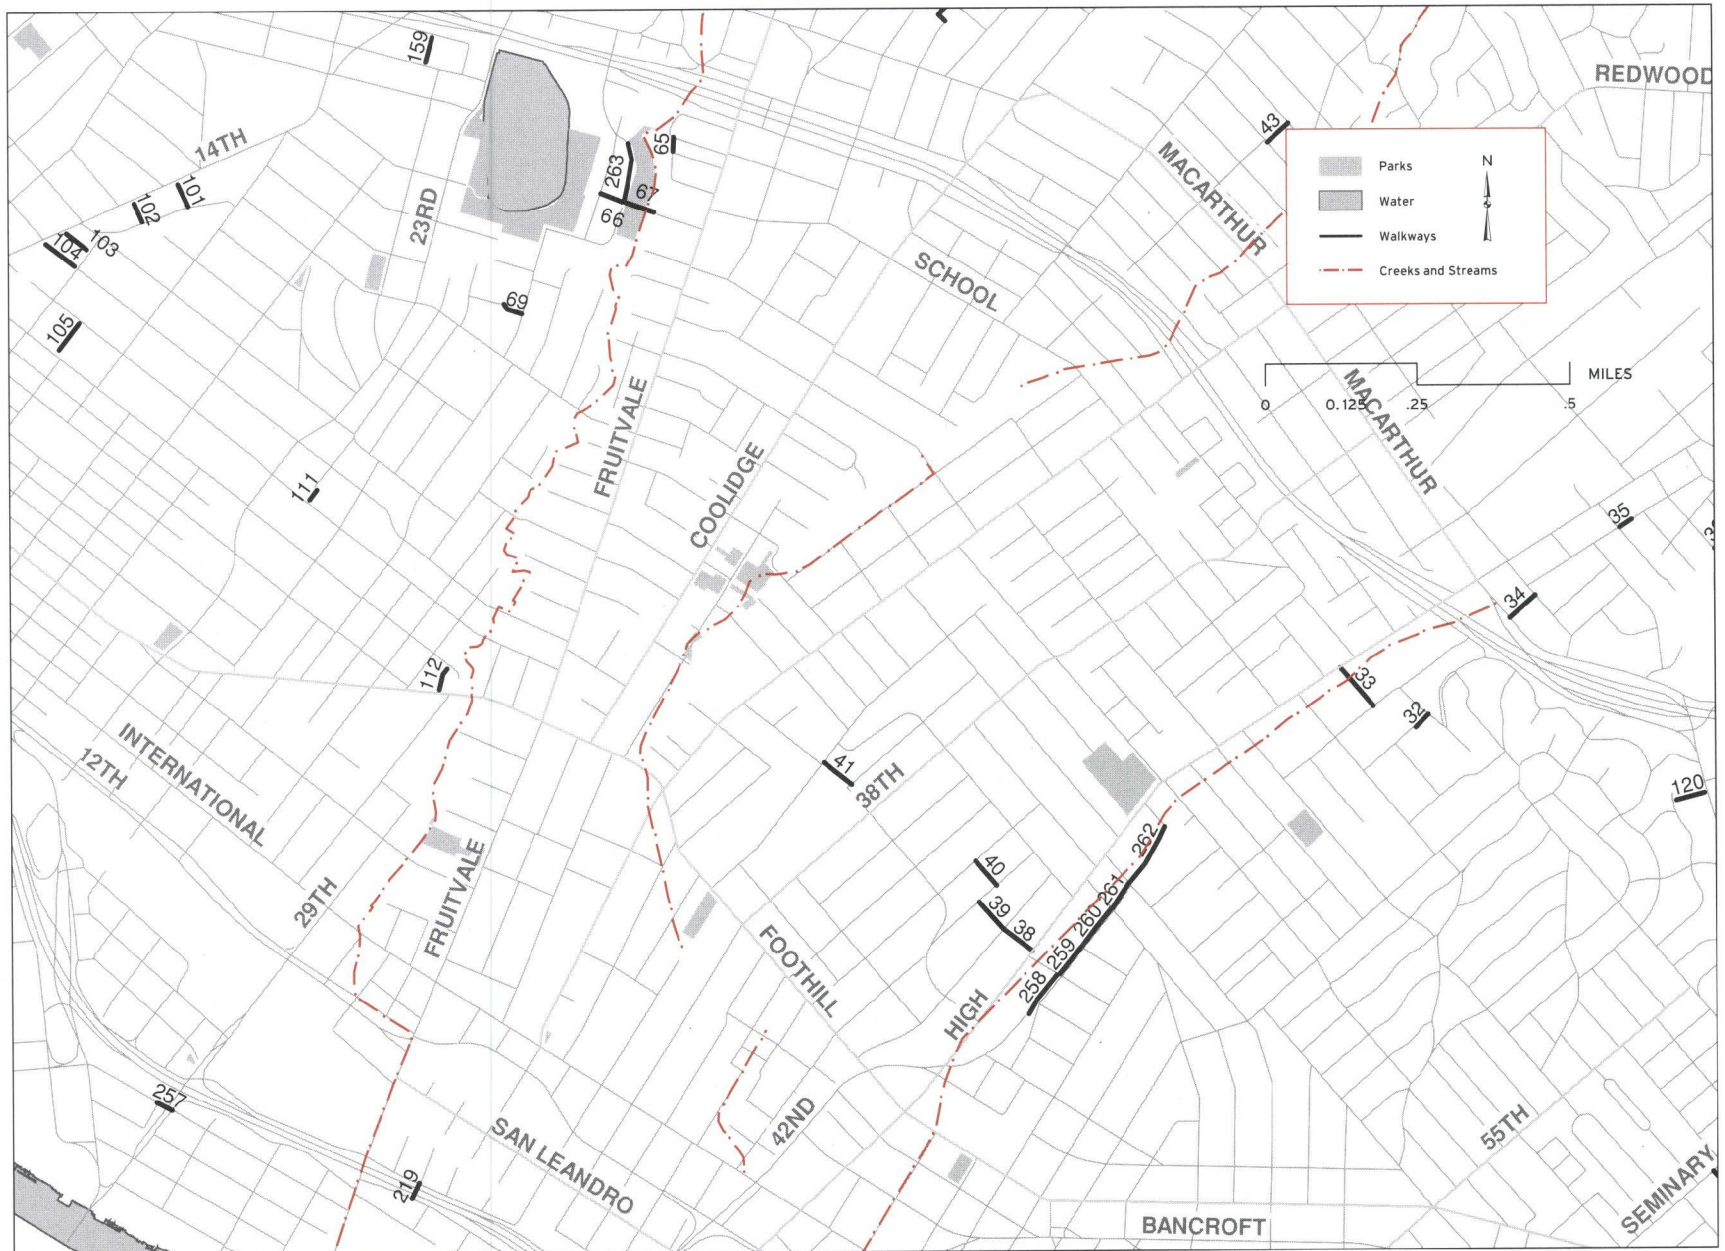 REDWOOD
159
14TH
65
43
263
MACARTHUR
Parks
N
Water
Walkways
Creeks and Streams
67
66
101
102
23RD
103
104
SCHOOL
69
105
MILES
0
0.125
.25
.5
MACARTHUR
FRUITVALE
COOLIDGE
111
35
34
112
33
32
INTERNATIONAL
12TH
41
38TH
120
262
40
FRUITVALE
29TH
261
39
38
260
259
258
FOOTHILL
HIGH
257
42ND
SAN LEANDRO
55TH
219
SEMINARY
BANCROFT